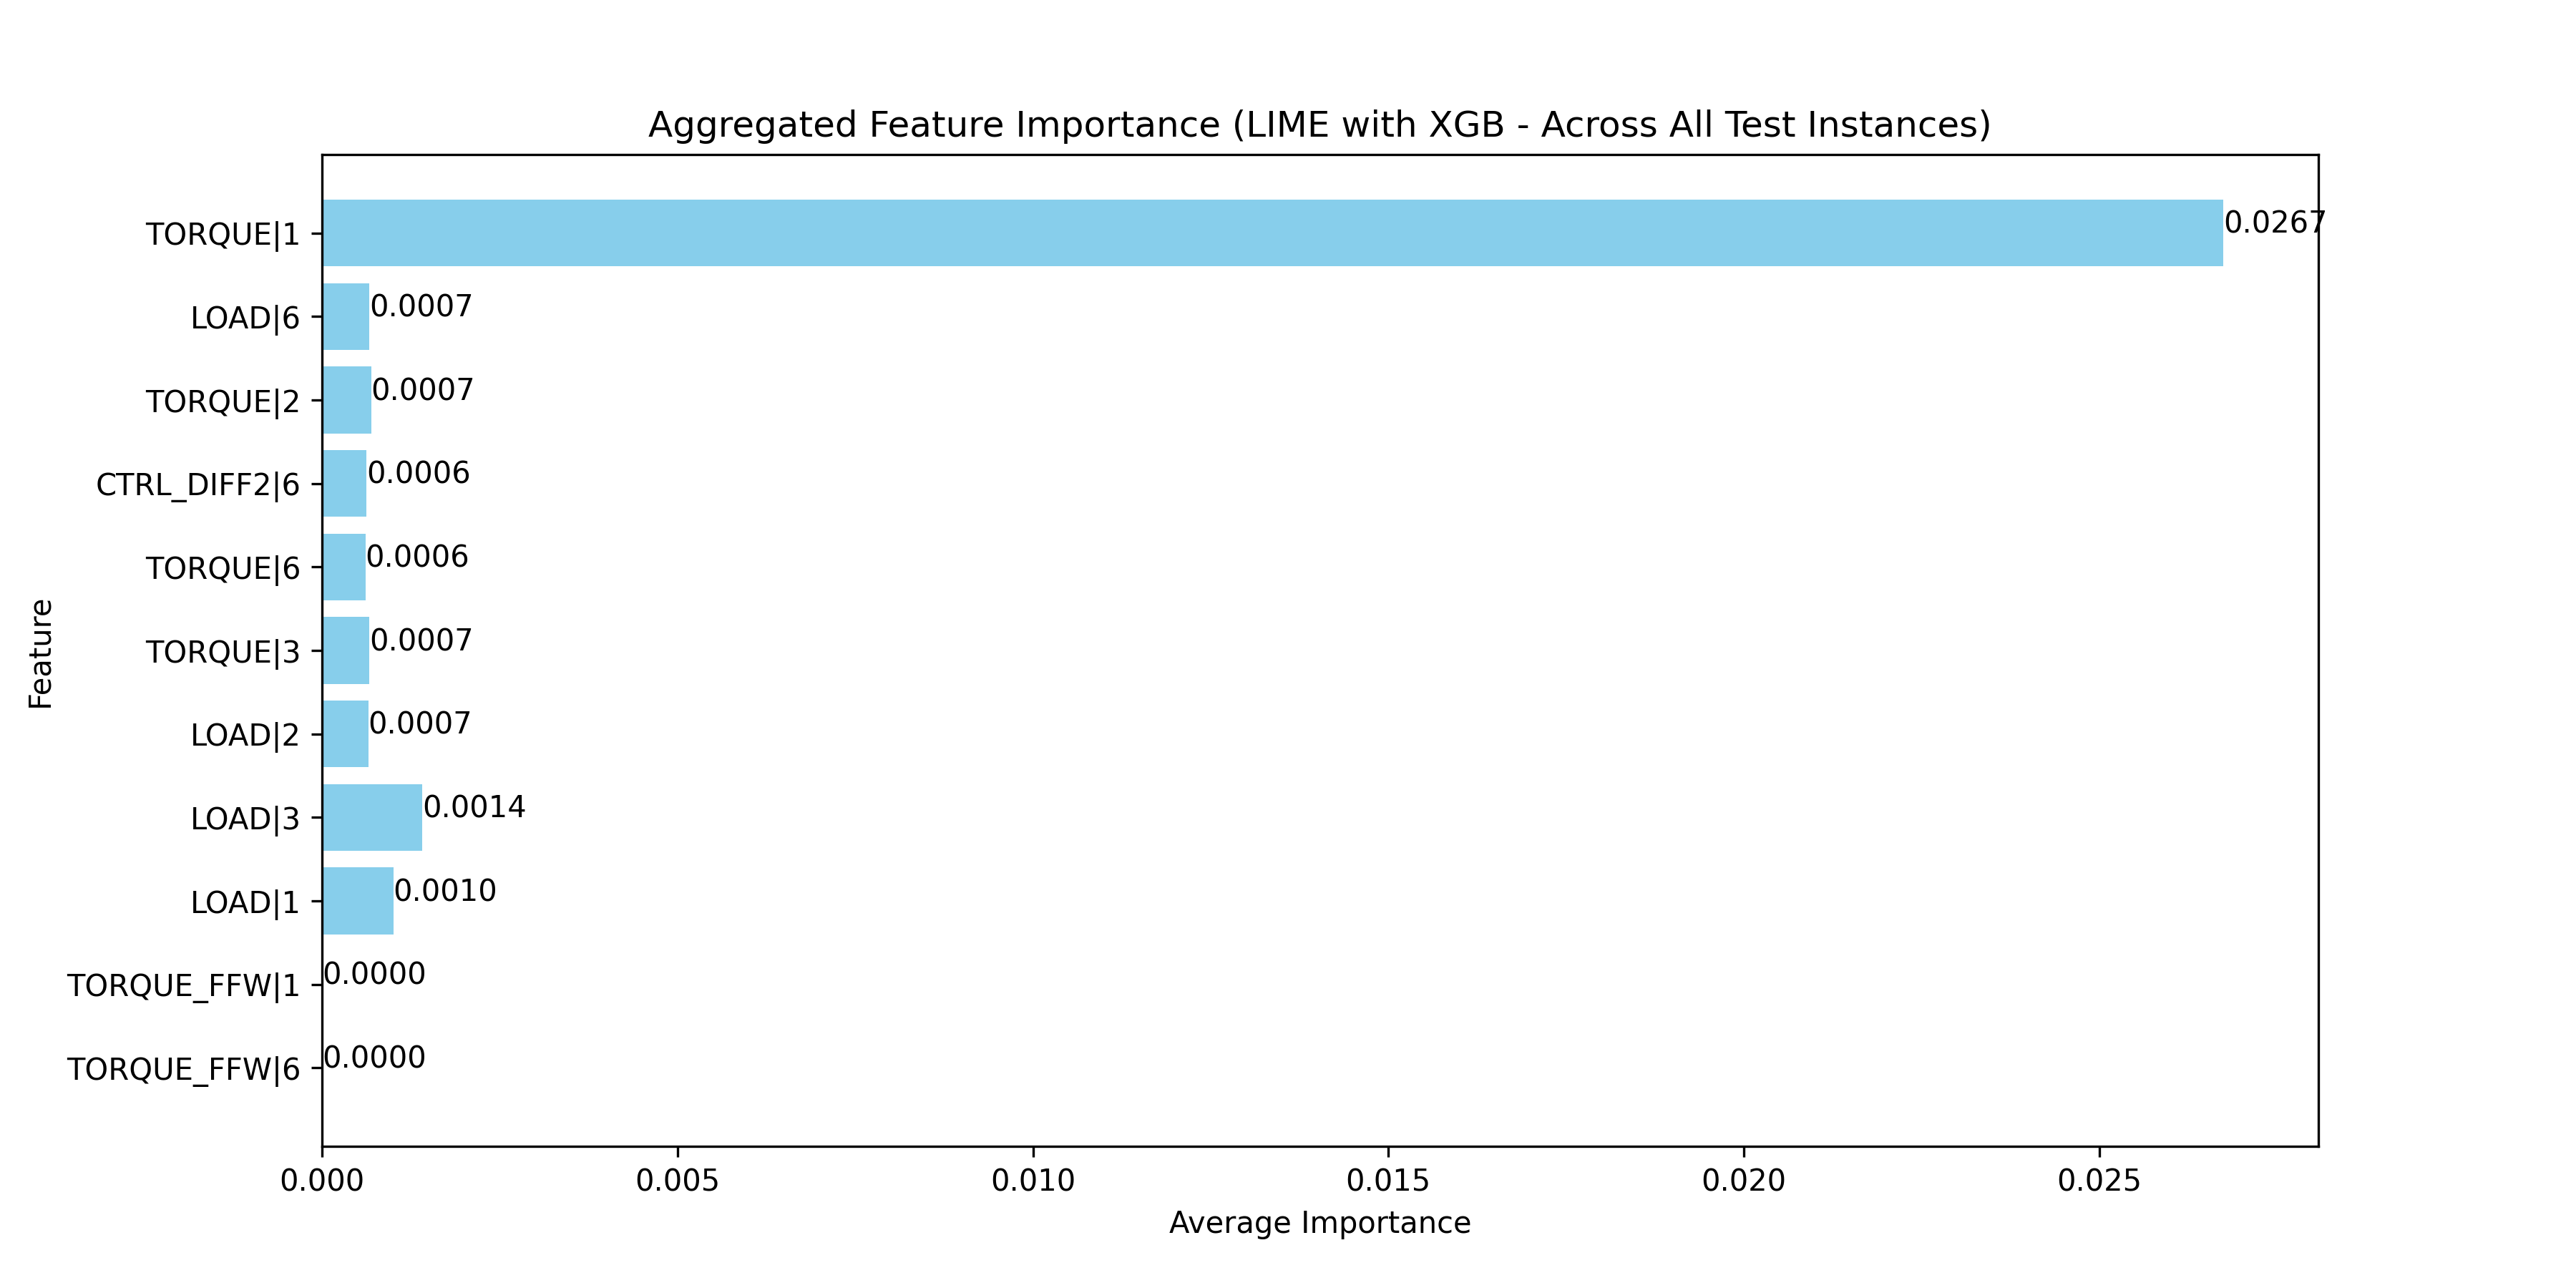 Aggregated Feature Importance (LIME with XGB - Across All Test Instances)
TORQUE|1 0.0267
LOAD|6 0.0007
TORQUE|2 0.0007
CTRL_DIFF2|6 0.0006
TORQUE|6 0.0006
TORQUE|3 0.0007
LOAD|2 0.0007
LOAD|3 0.0014
LOAD|1 0.0010
TORQUE_FFW|1 0.0000
TORQUE_FFW|6 0.0000
Feature
0.000 0.005 0.010 0.015 0.020 0.025
Average Importance